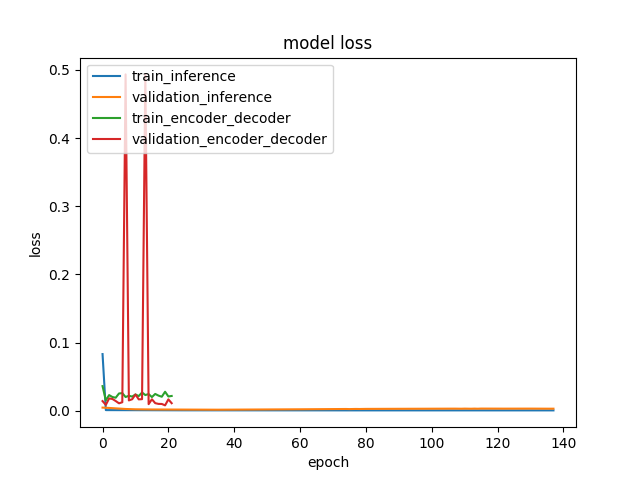 model loss
train_inference
validation_inference
train_encoder_decoder
validation_encoder_decoder
loss
0.5
0.4
0.3
0.2
0.1
0.0
0 20 40 60 80 100 120 140
epoch